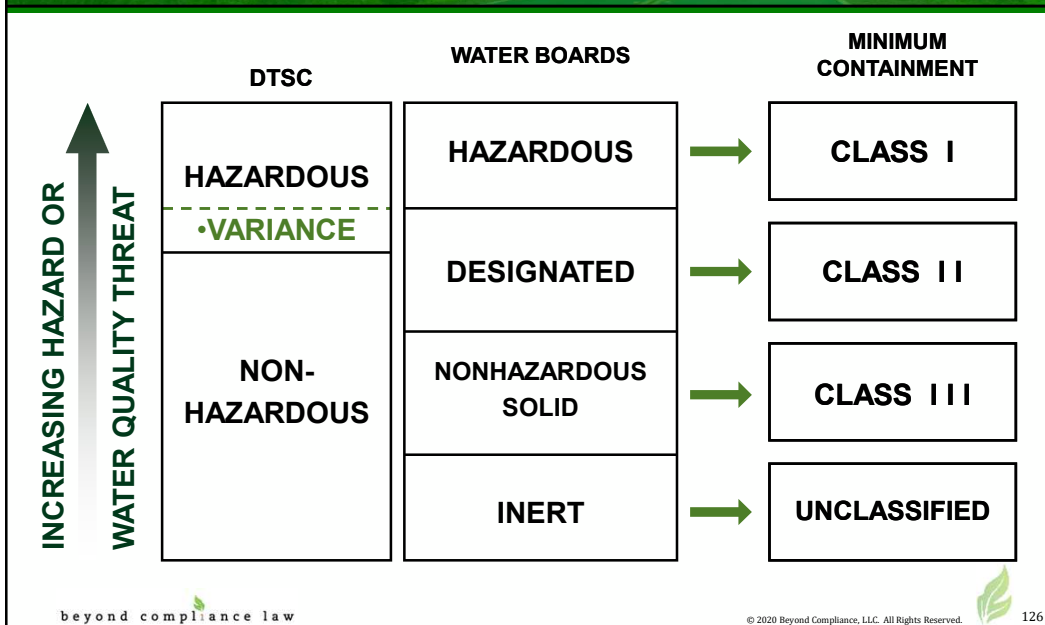 DTSC
WATER BOARDS
MINIMUM
CONTAINMENT
INCREASING HAZARD OR
WATER QUALITY THREAT
HAZARDOUS
•VARIANCE
NON-
HAZARDOUS
HAZARDOUS
DESIGNATED
NONHAZARDOUS
SOLID
INERT
CLASS I
CLASS II
CLASS III
UNCLASSIFIED
beyond compliance law
© 2020 Beyond Compliance, LLC. All Rights Reserved.
126